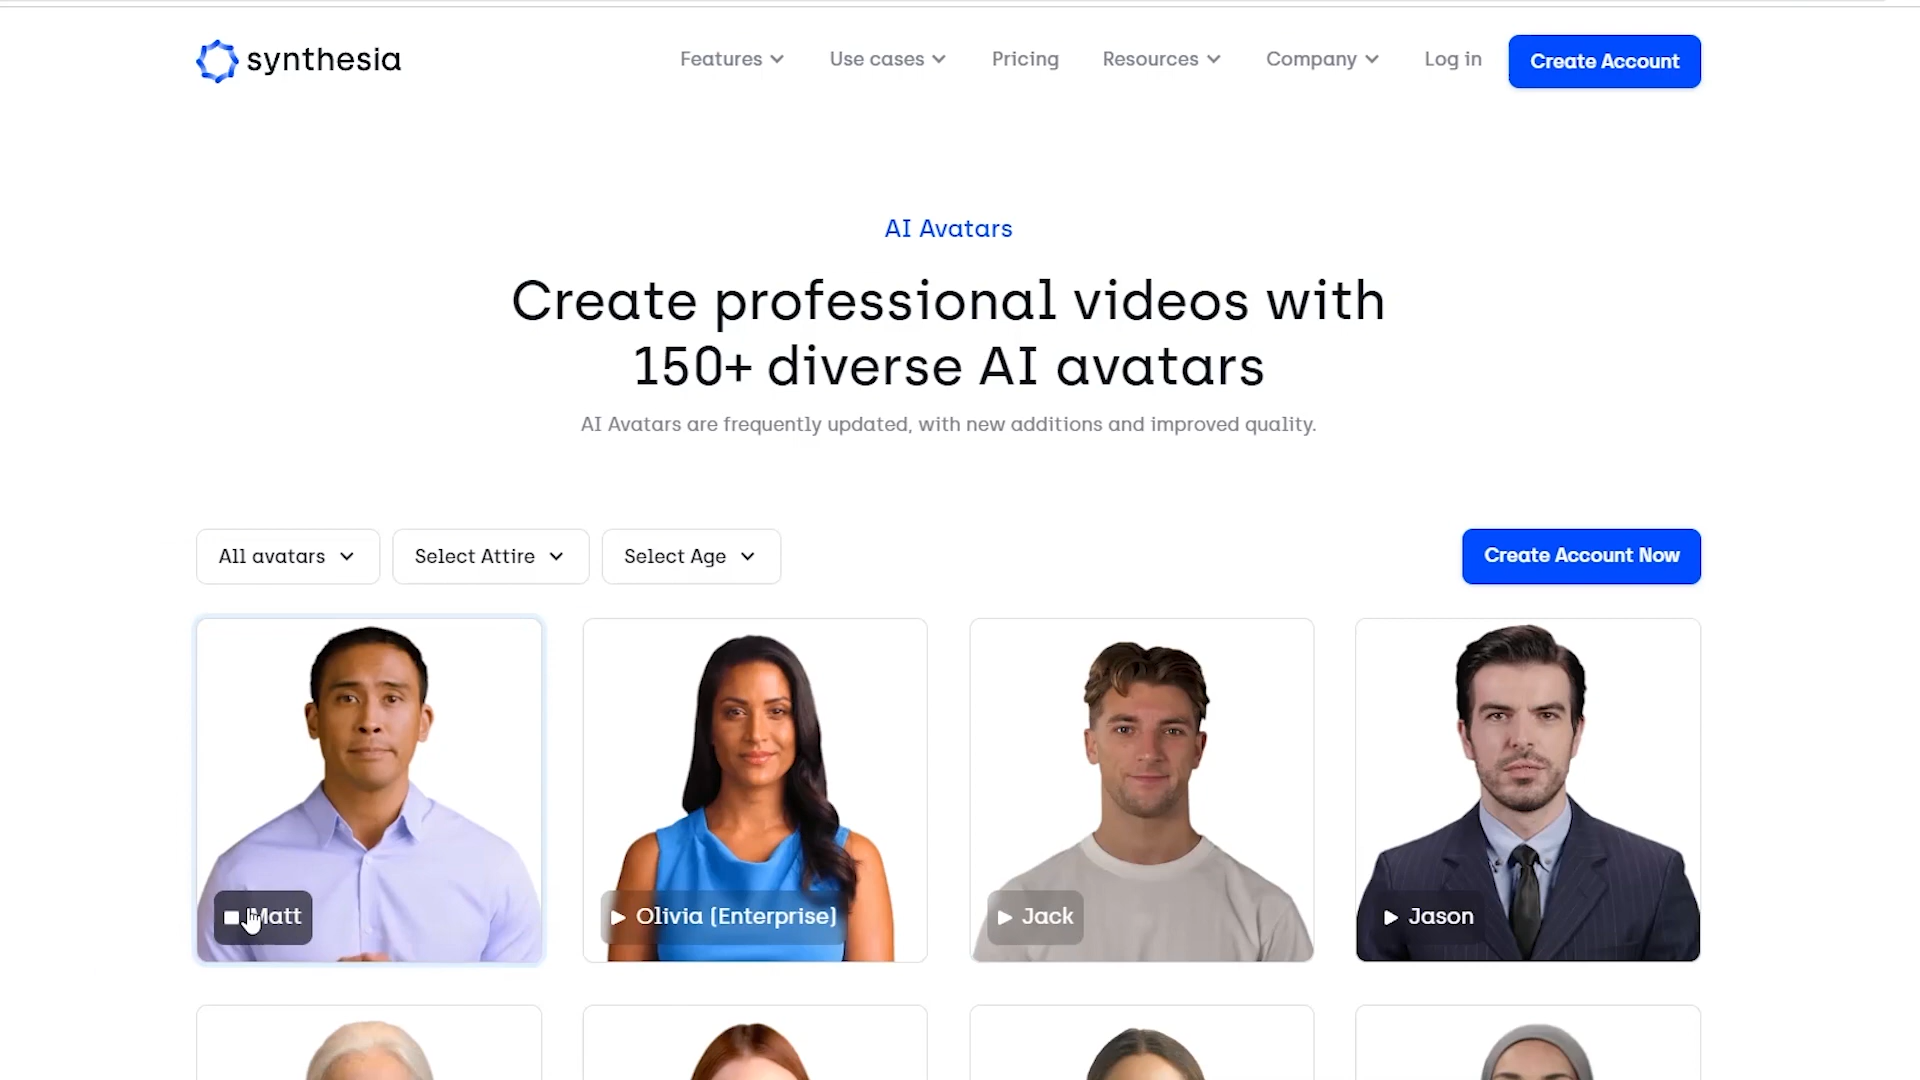 synthesia
Features
Use cases
Pricing
Resources
Company
Log in
Create Account
AI Avatars
Create professional videos with
150+ diverse AI avatars
AI Avatars are frequently updated, with new additions and improved quality.
All avatars
Select Attire
Select Age
Create Account Now
Matt
Olivia (Enterprise)
Jack
Jason